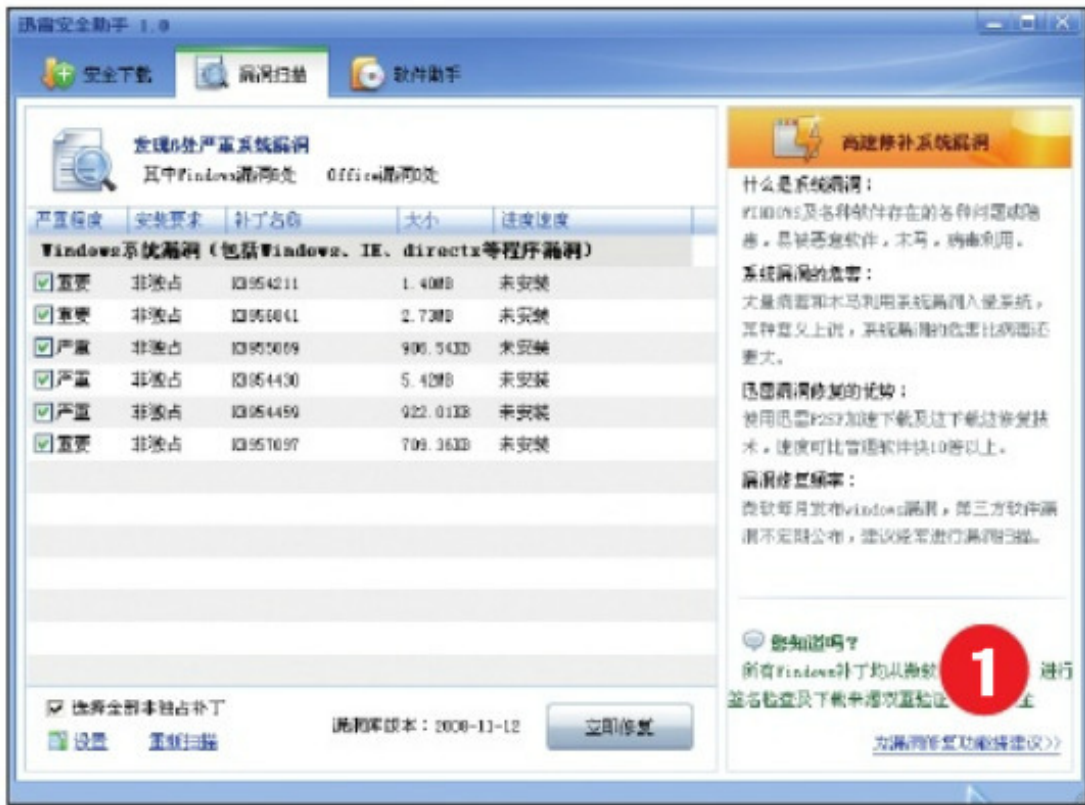 迅雷安全助手 1.0
安全下载 漏洞扫描 软件助手
发现6处严重系统漏洞
其中Windows漏洞6处 Office漏洞0处
严重程度 安装要求 补丁名称 大小 进度速度
Windows系统漏洞(包括Windows、IE、directx等程序漏洞)
重要 非独占 KB954211 1.40MB 未安装
重要 非独占 KB956841 2.73MB 未安装
严重 非独占 KB955069 906.54KB 未安装
严重 非独占 KB954430 5.42MB 未安装
严重 非独占 KB954459 922.01KB 未安装
重要 非独占 KB957097 709.36KB 未安装
选择全部非独占补丁
设置 重新扫描
漏洞库版本:2008-11-12
立即修复
高速修补系统漏洞
什么是系统漏洞:
WINDOWS及各种软件存在的各种问题或隐
患,易被恶意软件,木马,病毒利用。
系统漏洞的危害:
大量病毒和木马利用系统漏洞入侵系统,
某种意义上说,系统漏洞的危害比病毒还
要大。
迅雷漏洞修复的优势:
使用迅雷P2SP加速下载及边下载边修复技
术,速度可比普通软件快10倍以上。
漏洞修复频率:
微软每月发布windows漏洞,第三方软件漏
洞不定期公布,建议经常进行漏洞扫描。
您知道吗?
所有Windows补丁均从微软 进行
签名检查及下载来源双重验证 全
1
为漏洞修复功能提建议>>